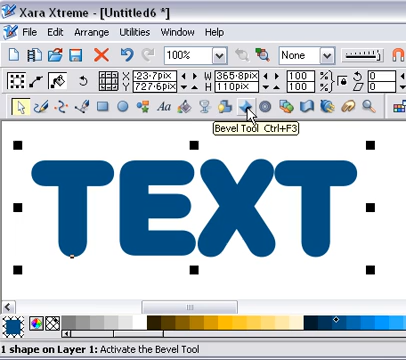 Xara Xtreme - [Untitled6 *]
File Edit Arrange Utilities Window Help
100% None
X -23.7pix W 365.8pix 100 0
Y 727.6pix H 110pix 100 0
Aa
Bevel Tool Ctrl+F3
TEXT
1 shape on Layer 1: Activate the Bevel Tool